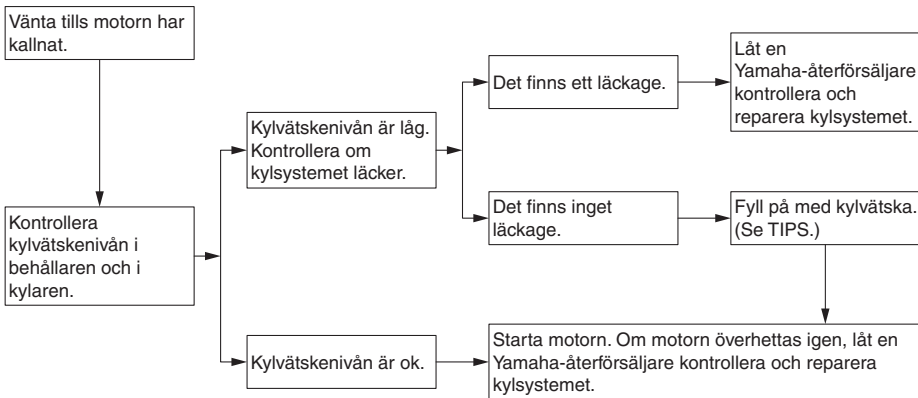 Vänta tills motorn har
kallnat.
Kontrollera
kylvätskenivån i
behållaren och i
kylaren.
Kylvätskenivån är låg.
Kontrollera om
kylsystemet läcker.
Det finns ett läckage.
Låt en
Yamaha-återförsäljare
kontrollera och
reparera kylsystemet.
Det finns inget
läckage.
Fyll på med kylvätska.
(Se TIPS.)
Kylvätskenivån är ok.
Starta motorn. Om motorn överhettas igen, låt en
Yamaha-återförsäljare kontrollera och reparera
kylsystemet.